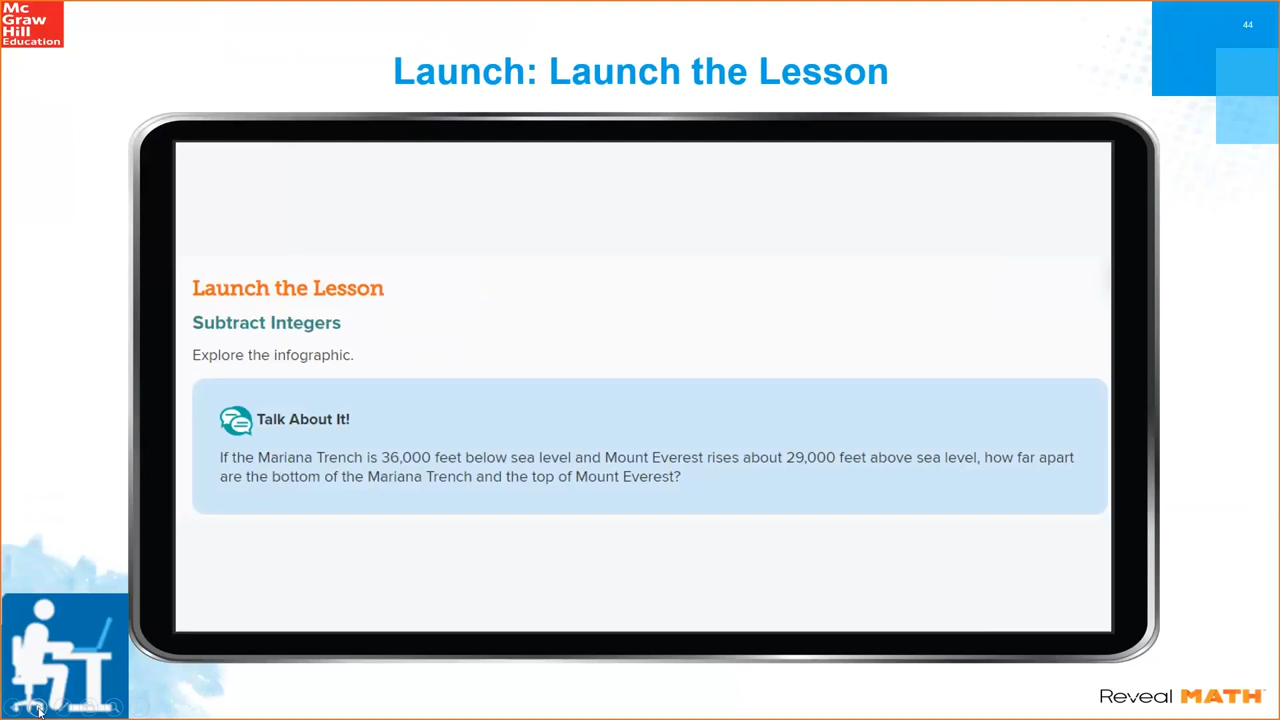 Mc
Graw
Hill
Education
44
Launch: Launch the Lesson
Launch the Lesson
Subtract Integers
Explore the infographic.
Talk About It!
If the Mariana Trench is 36,000 feet below sea level and Mount Everest rises about 29,000 feet above sea level, how far apart
are the bottom of the Mariana Trench and the top of Mount Everest?
Reveal MATH